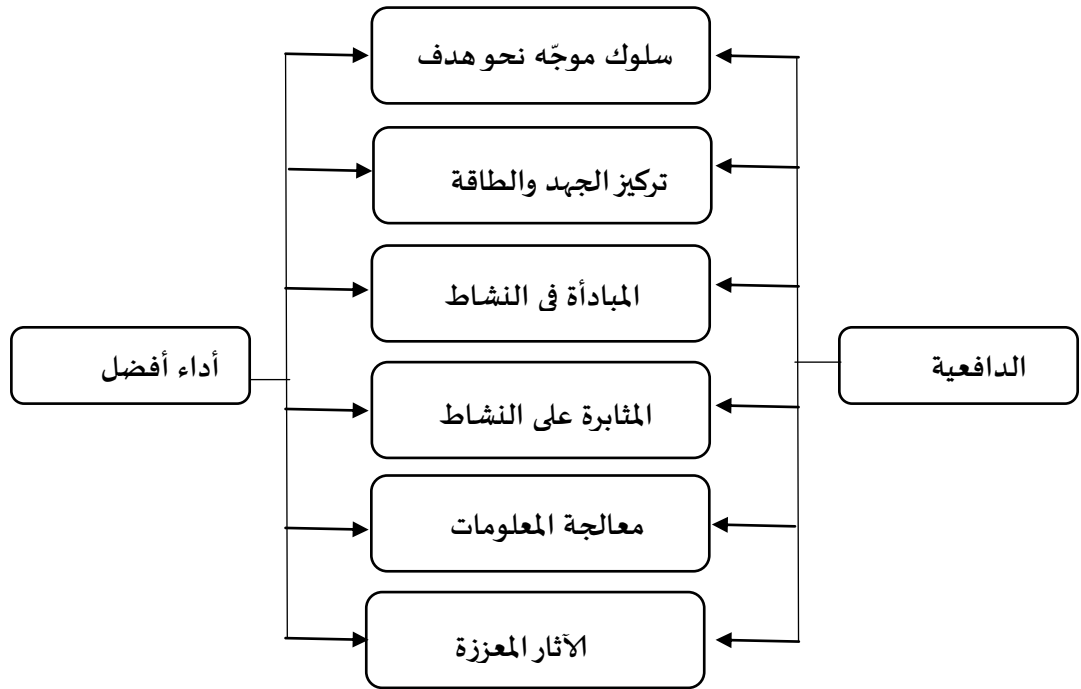 سلوك موجّه نحو هدف
تركيز الجهد والطاقة
المبادأة فى النشاط
الدافعية
أداء أفضل
المثابرة على النشاط
معالجة المعلومات
الآثار المعززة